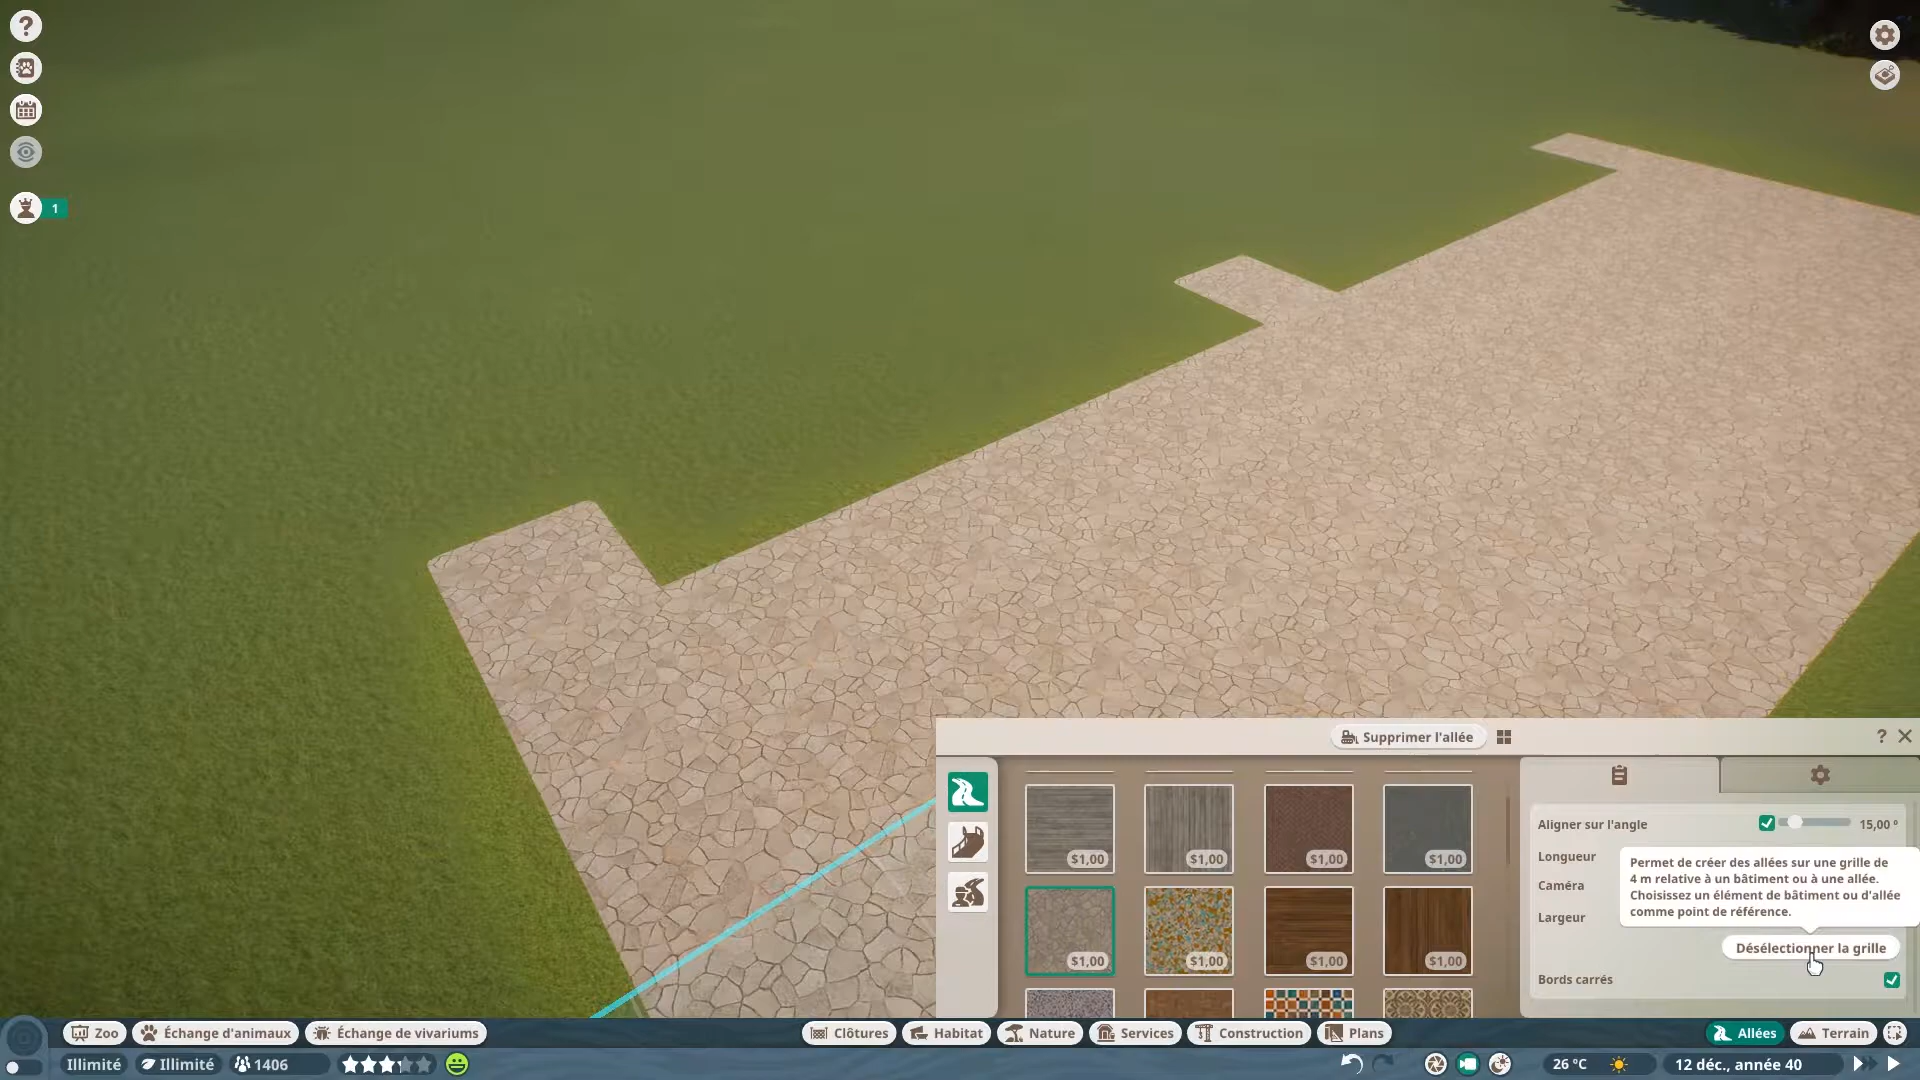 ?
1
Supprimer l'allée
?
$1,00
$1,00
$1,00
$1,00
$1,00
$1,00
$1,00
$1,00
Aligner sur l'angle
15,00 °
Longueur
Caméra
Largeur
Permet de créer des allées sur une grille de
4 m relative à un bâtiment ou à une allée.
Choisissez un élément de bâtiment ou d'allée
comme point de référence.
Désélectionner la grille
Bords carrés
Zoo
Échange d'animaux
Échange de vivariums
Clôtures
Habitat
Nature
Services
Construction
Plans
Allées
Terrain
Illimité
Illimité
1406
26 °C
12 déc., année 40